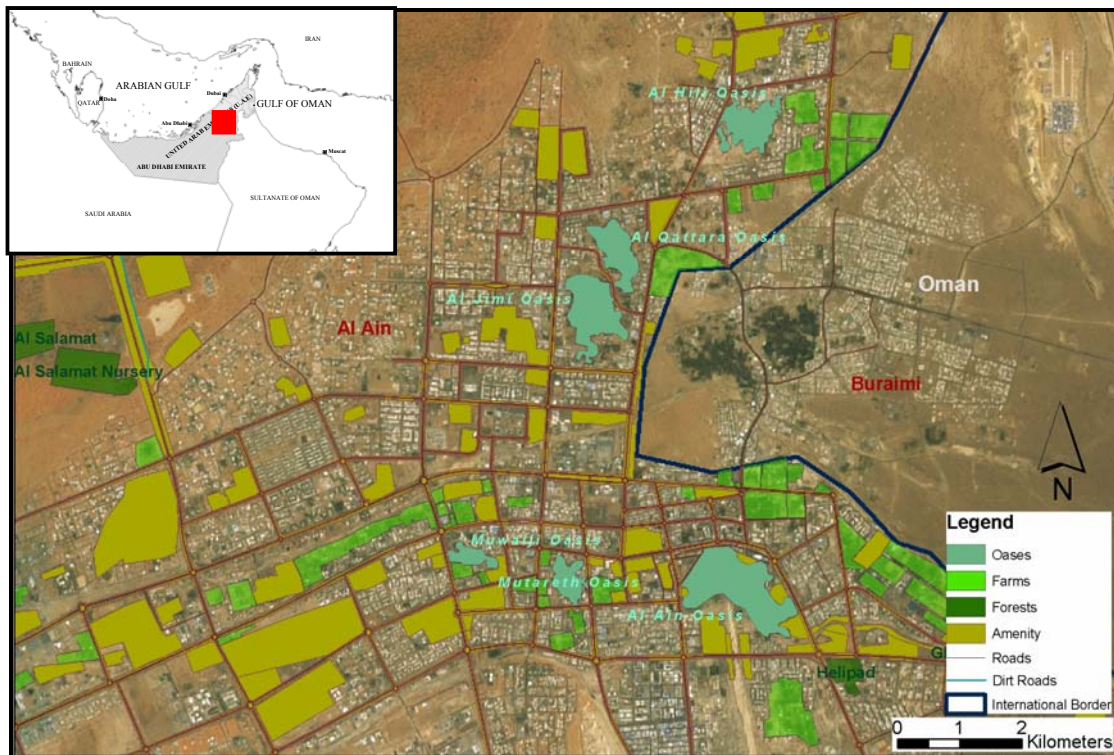 IRAN
BAHRAIN
ARABIAN GULF
Dubai
QATAR
Doha
GULF OF OMAN
Abu Dhabi
ABU DHABI EMIRATE
Muscat
SULTANATE OF OMAN
SAUDI ARABIA
Al Hili Oasis
Al Qattara Oasis
Oman
Al Jimi Oasis
Al Ain
Al Salamat
Al Salamat Nursery
Buraimi
N
Muwaiji Oasis
Mutareth Oasis
Al Ain Oasis
Helipad
Legend
Oases
Farms
Forests
Amenity
Roads
Dirt Roads
International Border
0 1 2
Kilometers